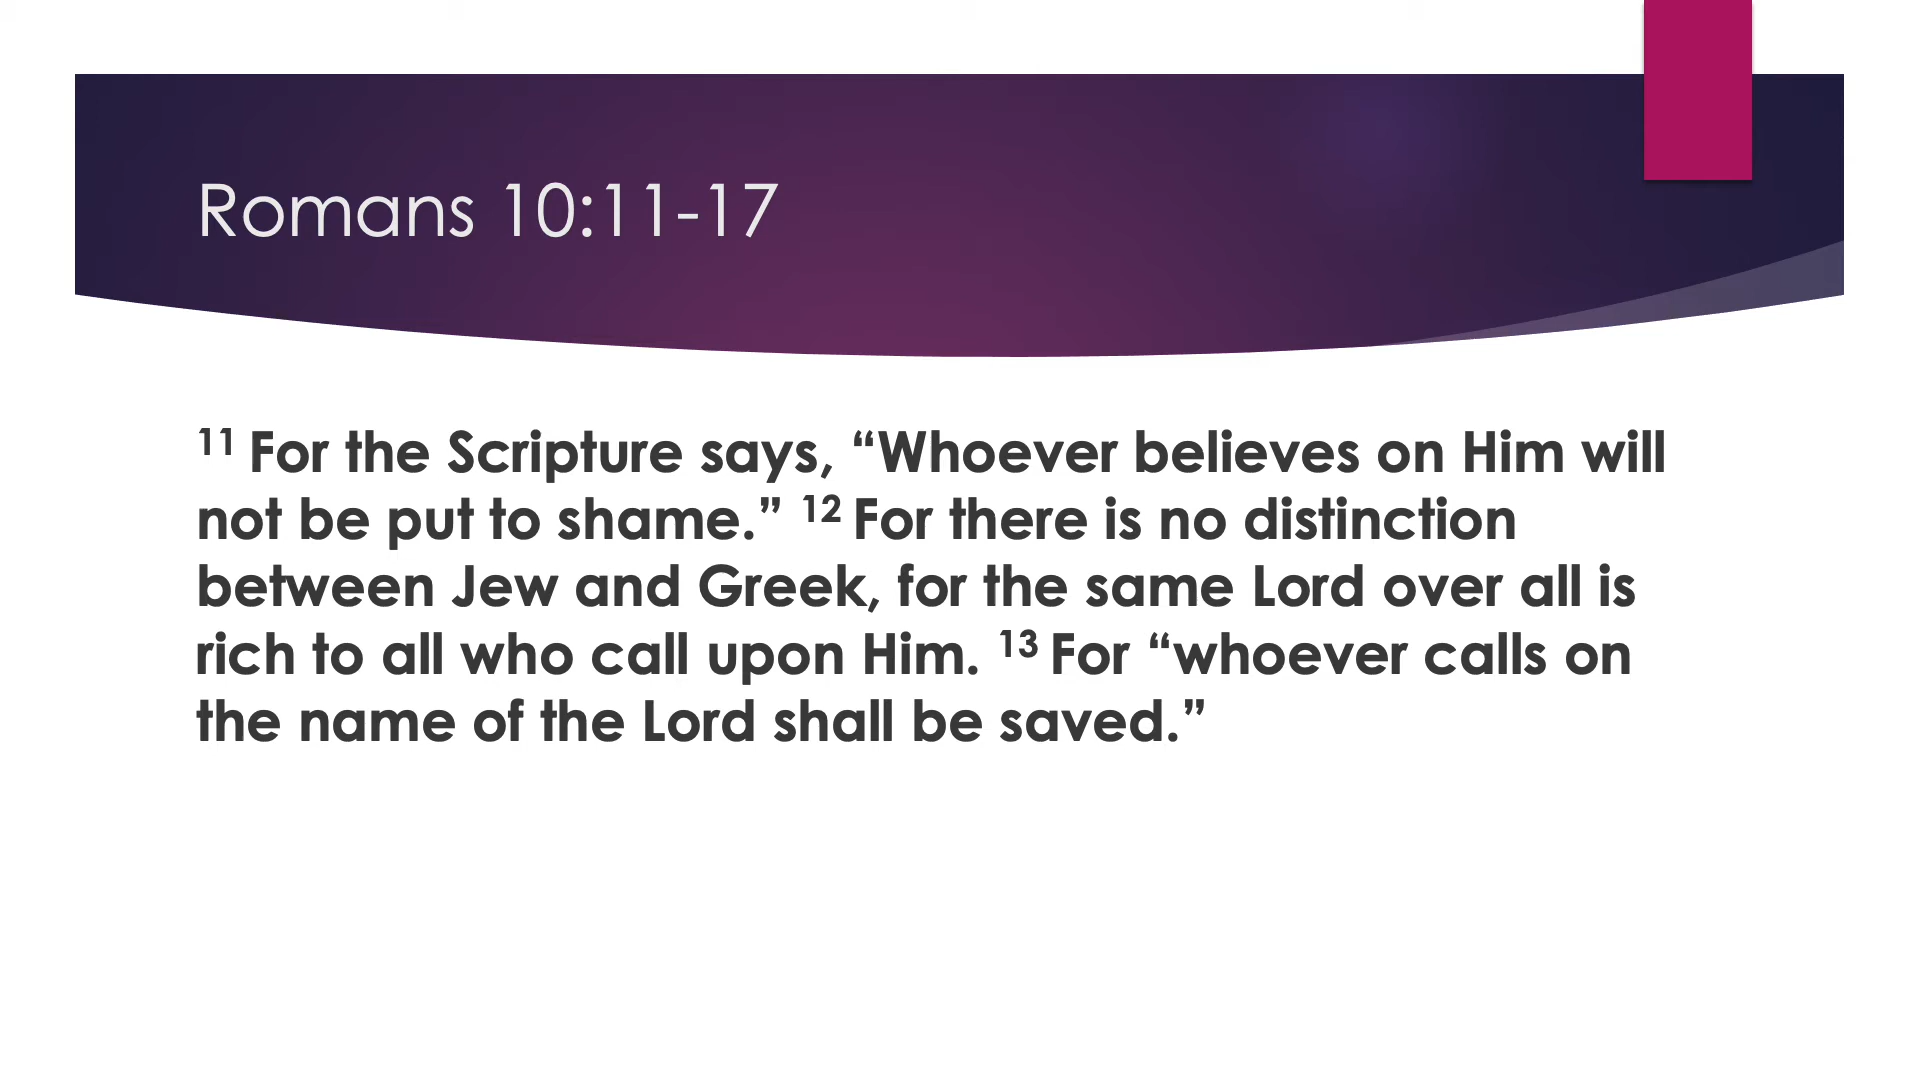 Romans 10:11-17
11 For the Scripture says, “Whoever believes on Him will
not be put to shame.” 12 For there is no distinction
between Jew and Greek, for the same Lord over all is
rich to all who call upon Him. 13 For “whoever calls on
the name of the Lord shall be saved.”